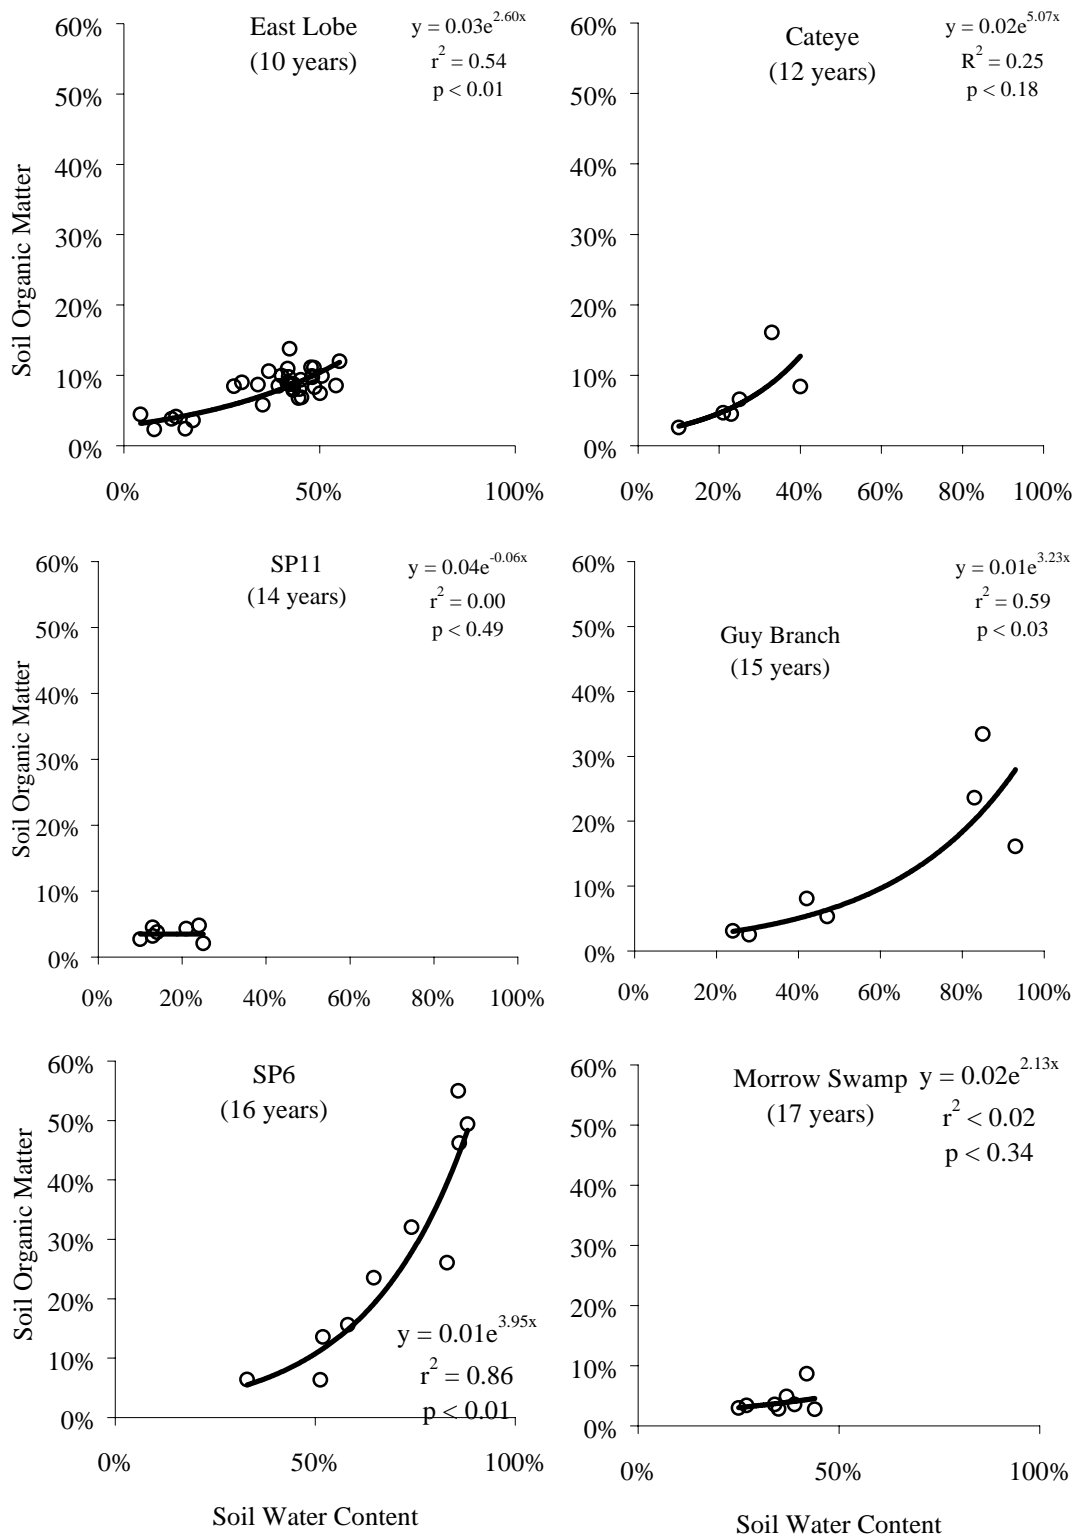 East Lobe
(10 years)
y = 0.03e^2.60x
r^2 = 0.54
p < 0.01
Soil Organic Matter
60%
50%
40%
30%
20%
10%
0%
0% 50% 100%
Cateye
(12 years)
y = 0.02e^5.07x
R^2 = 0.25
p < 0.18
60%
50%
40%
30%
20%
10%
0%
0% 20% 40% 60% 80% 100%
SP11
(14 years)
y = 0.04e^-0.06x
r^2 = 0.00
p < 0.49
Soil Organic Matter
60%
50%
40%
30%
20%
10%
0%
0% 20% 40% 60% 80% 100%
Guy Branch
(15 years)
y = 0.01e^3.23x
r^2 = 0.59
p < 0.03
60%
50%
40%
30%
20%
10%
0%
0% 20% 40% 60% 80% 100%
SP6
(16 years)
Soil Organic Matter
60%
50%
40%
30%
20%
10%
0%
y = 0.01e^3.95x
r^2 = 0.86
p < 0.01
0% 50% 100%
Soil Water Content
Morrow Swamp
(17 years)
y = 0.02e^2.13x
r^2 < 0.02
p < 0.34
60%
50%
40%
30%
20%
10%
0%
0% 50% 100%
Soil Water Content